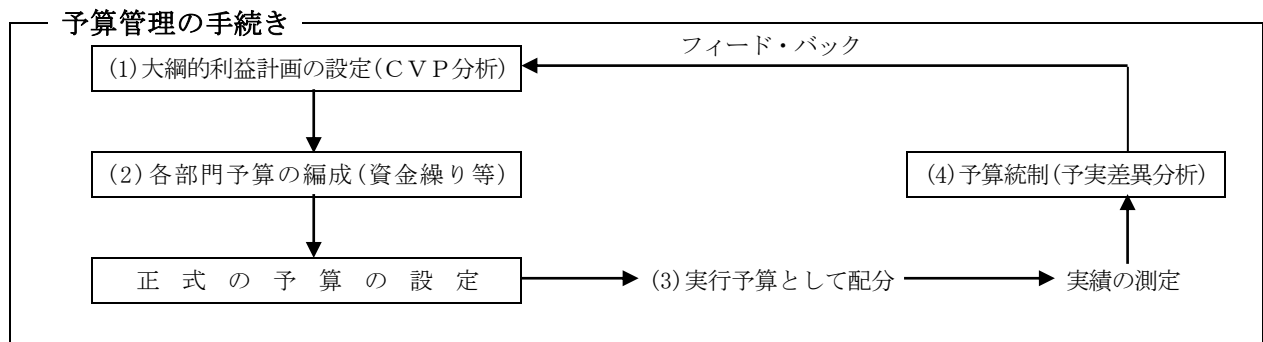 予算管理の手続き
フィード・バック
(1)大綱的利益計画の設定(ＣＶＰ分析)
(2)各部門予算の編成(資金繰り等)
(4)予算統制(予実差異分析)
正式の予算の設定
(3)実行予算として配分
実績の測定